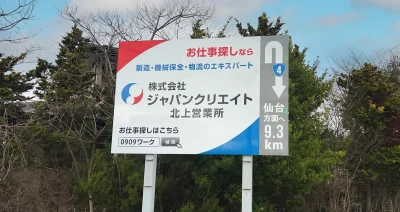 お仕事探しなら
製造・機械保全・物流のエキスパート
株式会社
ジャパンクリエイト
北上営業所
お仕事探しはこちら
0909ワーク 検索
4
仙台
方面へ
9.3
km